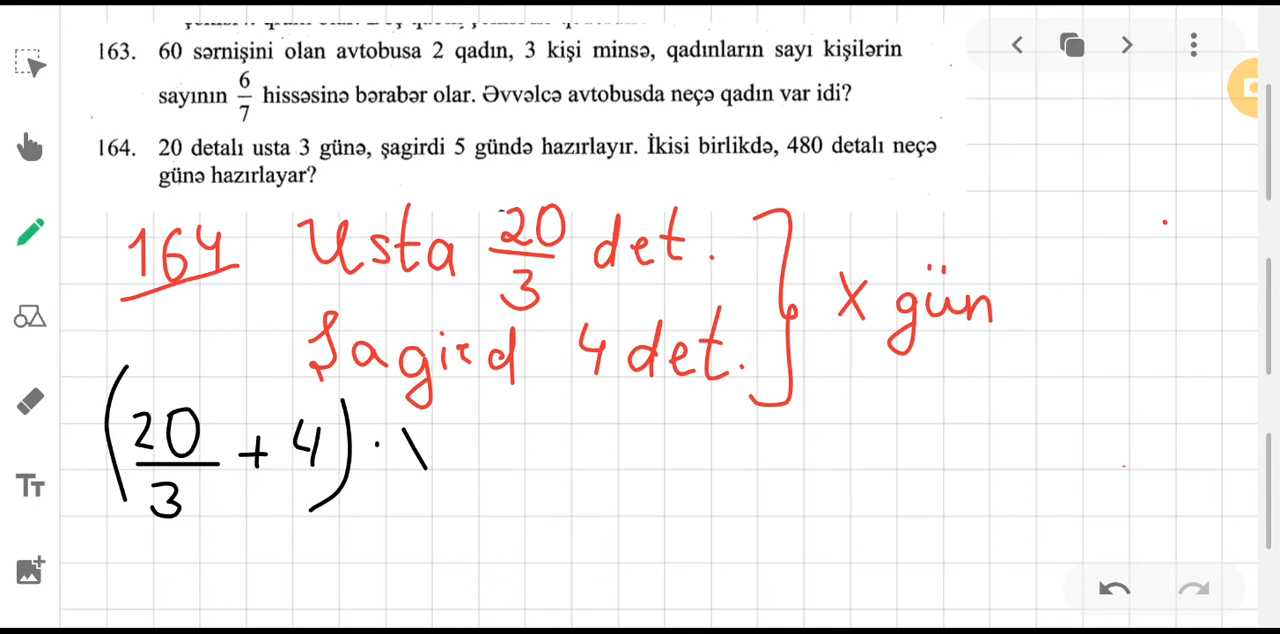 163. 60 sərnişini olan avtobusa 2 qadın, 3 kişi minsə, qadınların sayı kişilərin
sayının 6/7 hissəsinə bərabər olar. Əvvəlcə avtobusda neçə qadın var idi?
164. 20 detalı usta 3 günə, şagirdi 5 gündə hazırlayır. İkisi birlikdə, 480 detalı neçə
günə hazırlayar?
164 Usta 20/3 det.
Şagird 4 det.
x gün
(20/3 + 4) ·
Tт